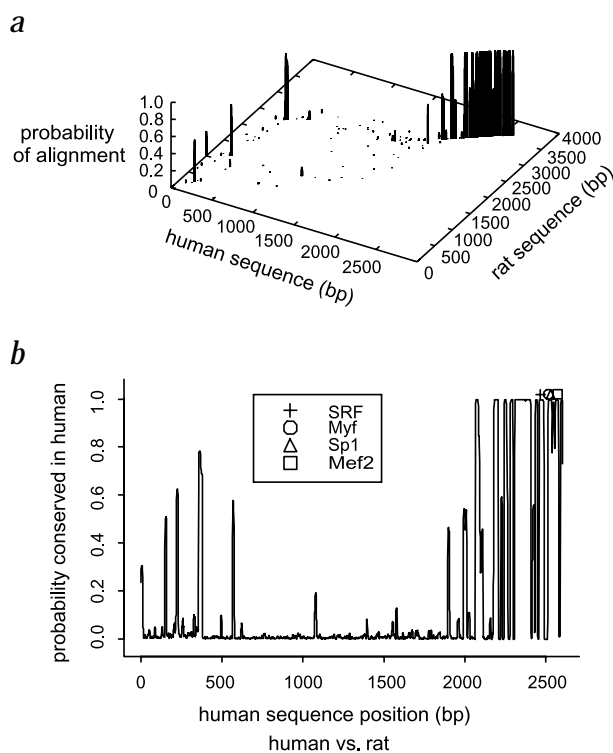 a
1.0
0.8
0.6
0.4
0.2
0
probability
of alignment
0
500
1000
1500
2000
2500
human sequence (bp)
0
500
1000
1500
2000
2500
3000
3500
4000
rat sequence (bp)
b
1.0
0.8
0.6
0.4
0.2
0.0
probability conserved in human
SRF
Myf
Sp1
Mef2
0 500 1000 1500 2000 2500
human sequence position (bp)
human vs, rat